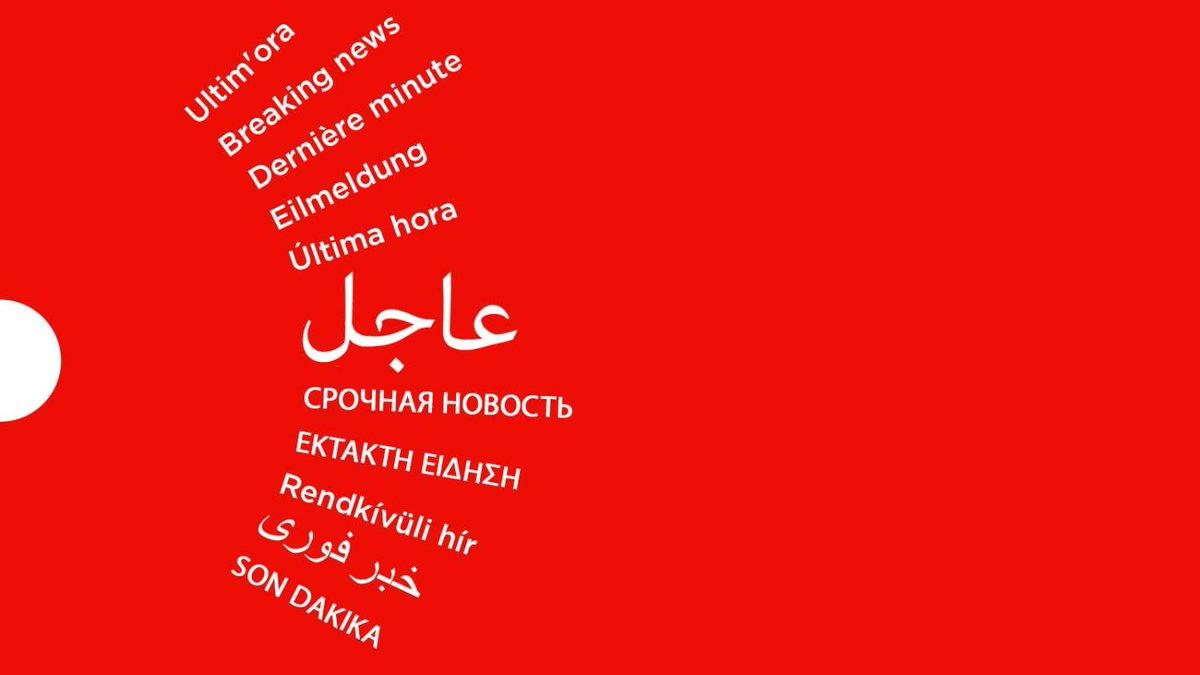 Ultim'ora
Breaking news
Dernière minute
Eilmeldung
Última hora
عاجل
СРОЧНАЯ НОВОСТЬ
ΕΚΤΑΚΤΗ ΕΙΔΗΣΗ
Rendkívüli hír
خبر فوری
SON DAKIKA